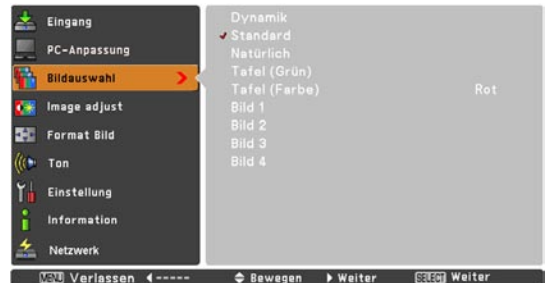 Eingang
PC-Anpassung
Bildauswahl
Image adjust
Format Bild
Ton
Einstellung
Information
Netzwerk
Dynamik
Standard
Natürlich
Tafel (Grün)
Tafel (Farbe) Rot
Bild 1
Bild 2
Bild 3
Bild 4
MENU Verlassen ----- Bewegen Weiter SELECT Weiter